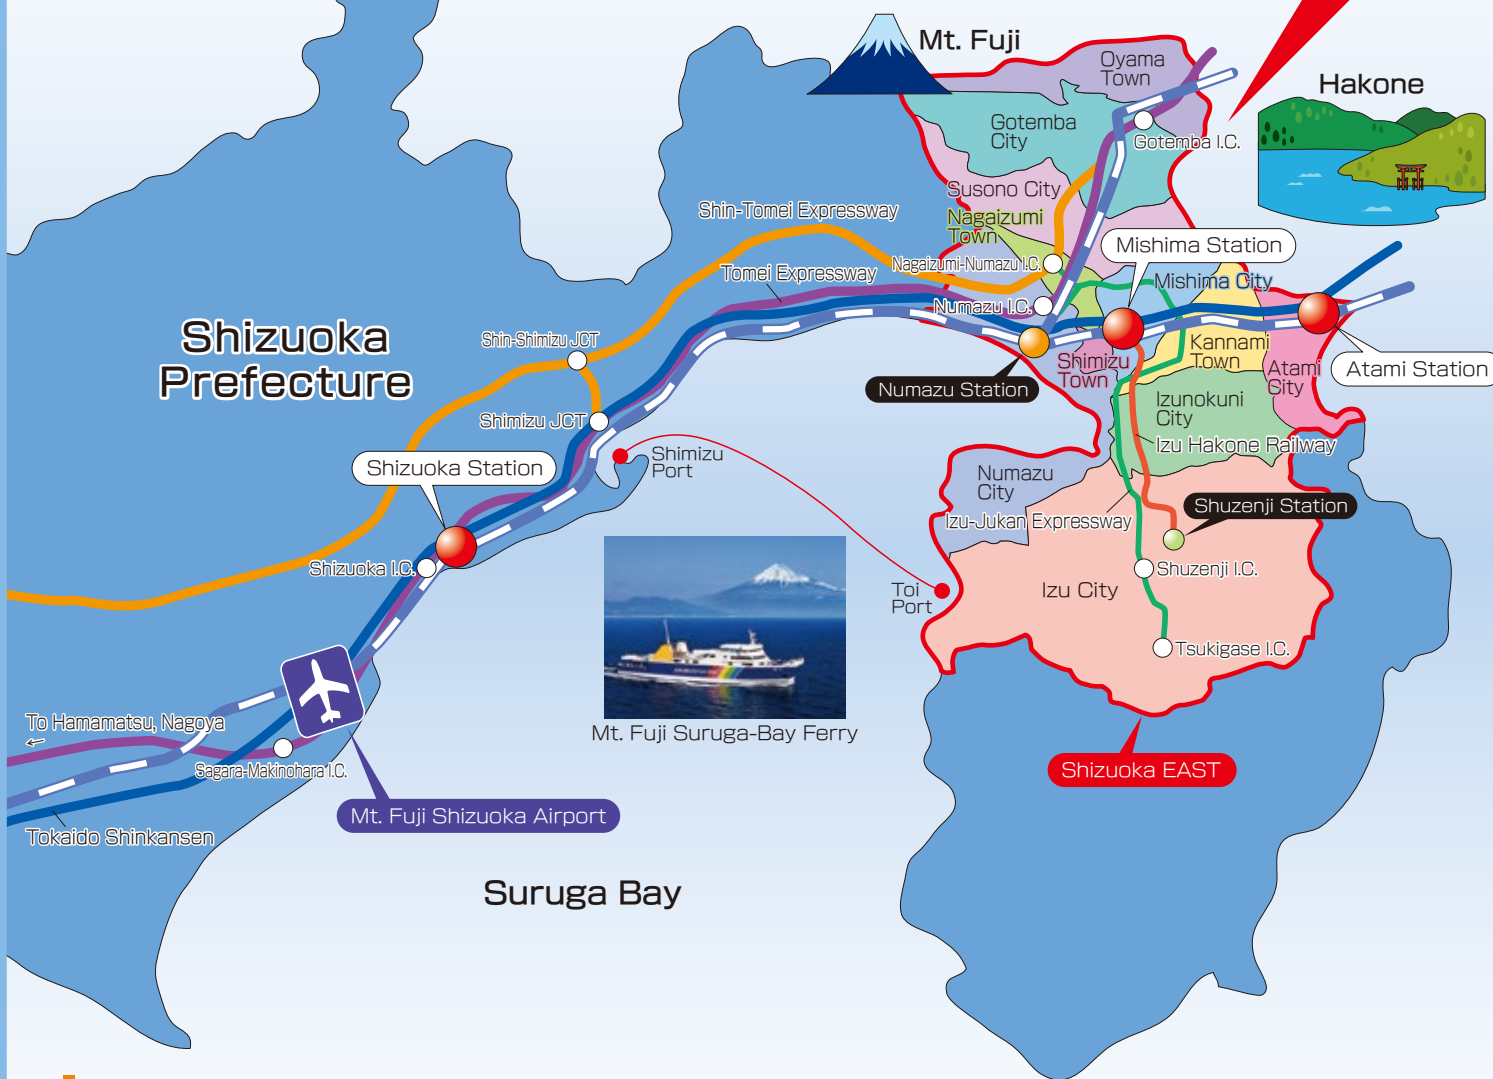 Mt. Fuji
Oyama
Town
Hakone
Gotemba
City
Gotemba I.C.
Susono City
Shin-Tomei Expressway
Nagaizumi
Town
Mishima Station
Nagaizumi-Numazu I.C.
Tomei Expressway
Mishima City
Numazu I.C.
Shizuoka
Prefecture
Shin-Shimizu JCT
Kannami
Town
Shimizu
Town
Atami
City
Atami Station
Numazu Station
Izunokuni
City
Shimizu JCT
Izu Hakone Railway
Shizuoka Station
Shimizu
Port
Numazu
City
Shuzenji Station
Izu-Jukan Expressway
Shizuoka I.C.
Shuzenji I.C.
Toi
Port
Izu City
Tsukigase I.C.
To Hamamatsu, Nagoya
←
Mt. Fuji Suruga-Bay Ferry
Sagara-Makinohara I.C.
Shizuoka EAST
Mt. Fuji Shizuoka Airport
Tokaido Shinkansen
Suruga Bay